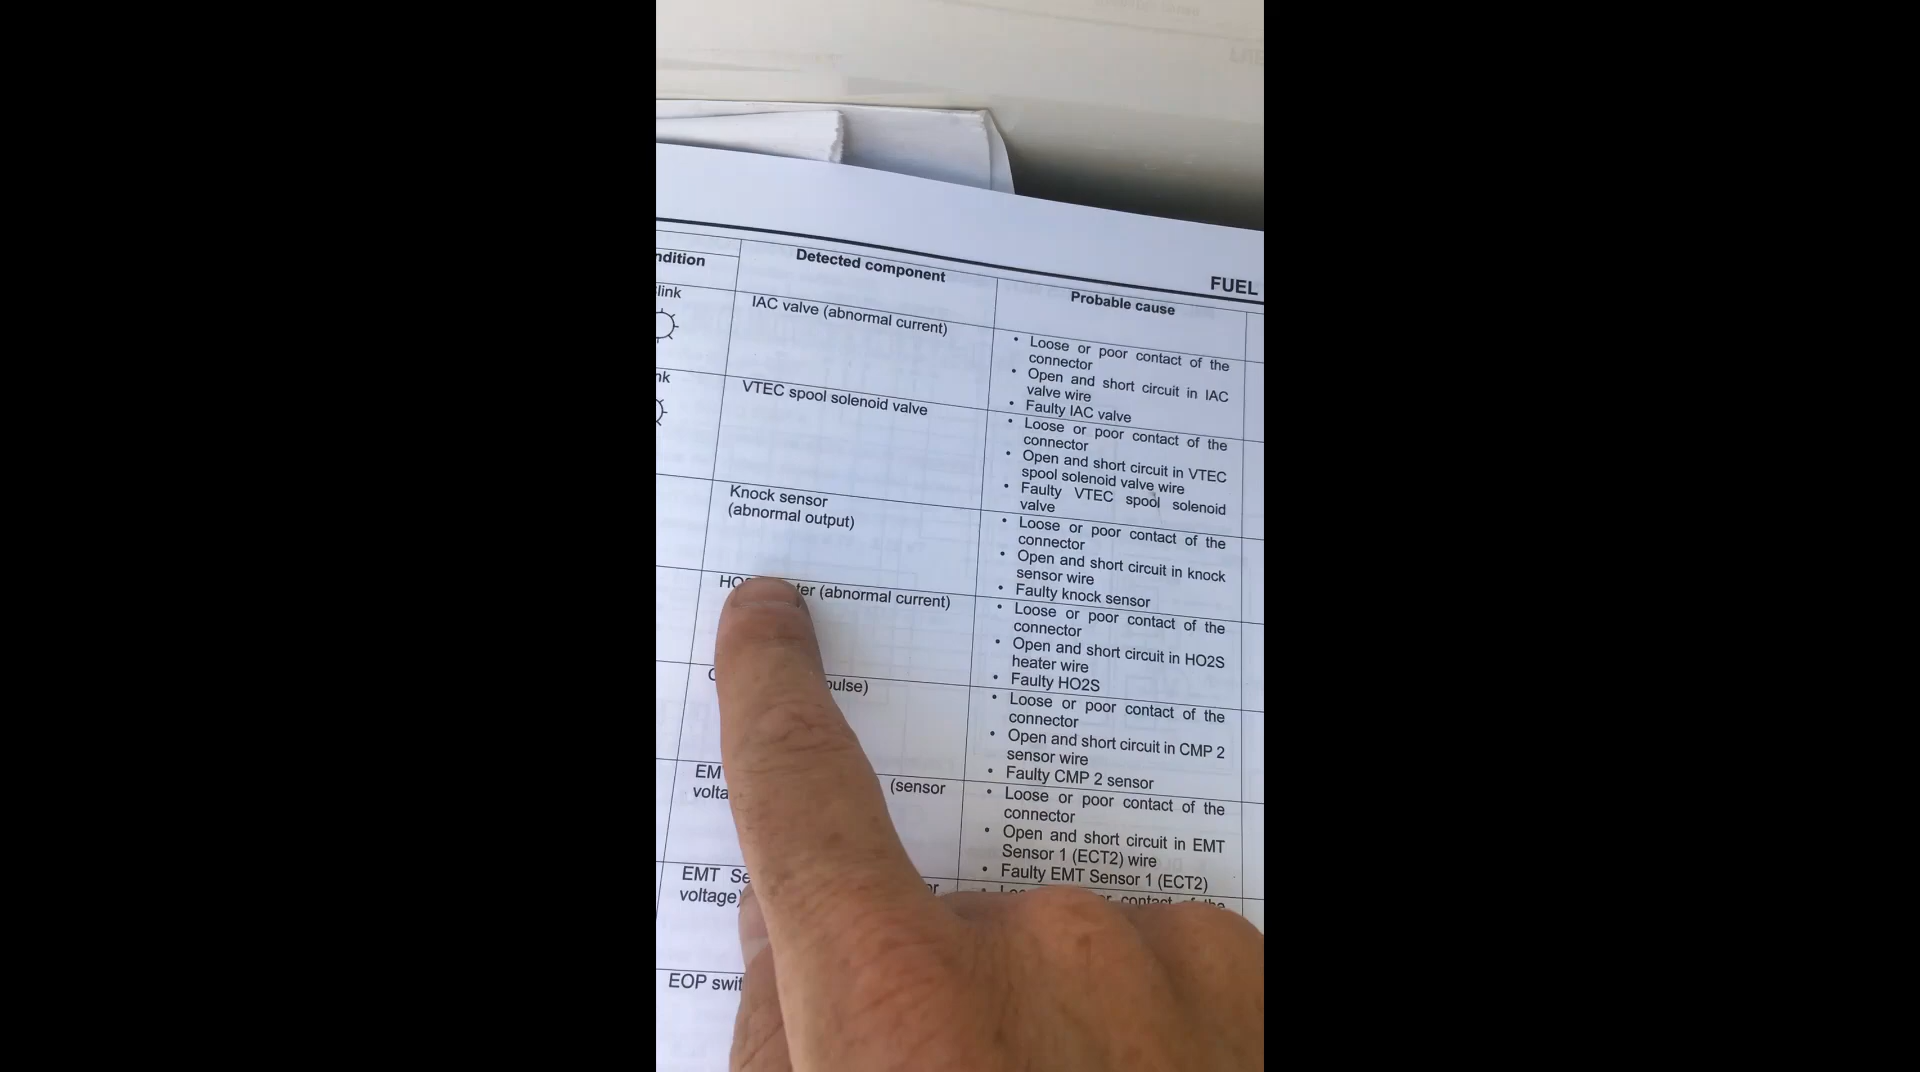 FUEL
ndition
Detected component
Probable cause
link
IAC valve (abnormal current)
• Loose or poor contact of the
connector
• Open and short circuit in IAC
valve wire
• Faulty IAC valve
nk
VTEC spool solenoid valve
• Loose or poor contact of the
connector
• Open and short circuit in VTEC
spool solenoid valve wire
• Faulty VTEC spool solenoid
valve
Knock sensor
(abnormal output)
• Loose or poor contact of the
connector
• Open and short circuit in knock
sensor wire
• Faulty knock sensor
HO ter (abnormal current)
• Loose or poor contact of the
connector
• Open and short circuit in HO2S
heater wire
• Faulty HO2S
pulse)
• Loose or poor contact of the
connector
• Open and short circuit in CMP 2
sensor wire
• Faulty CMP 2 sensor
EM (sensor
volta
• Loose or poor contact of the
connector
• Open and short circuit in EMT
Sensor 1 (ECT2) wire
• Faulty EMT Sensor 1 (ECT2)
EMT Se or
voltage)
• contact of the
EOP swit